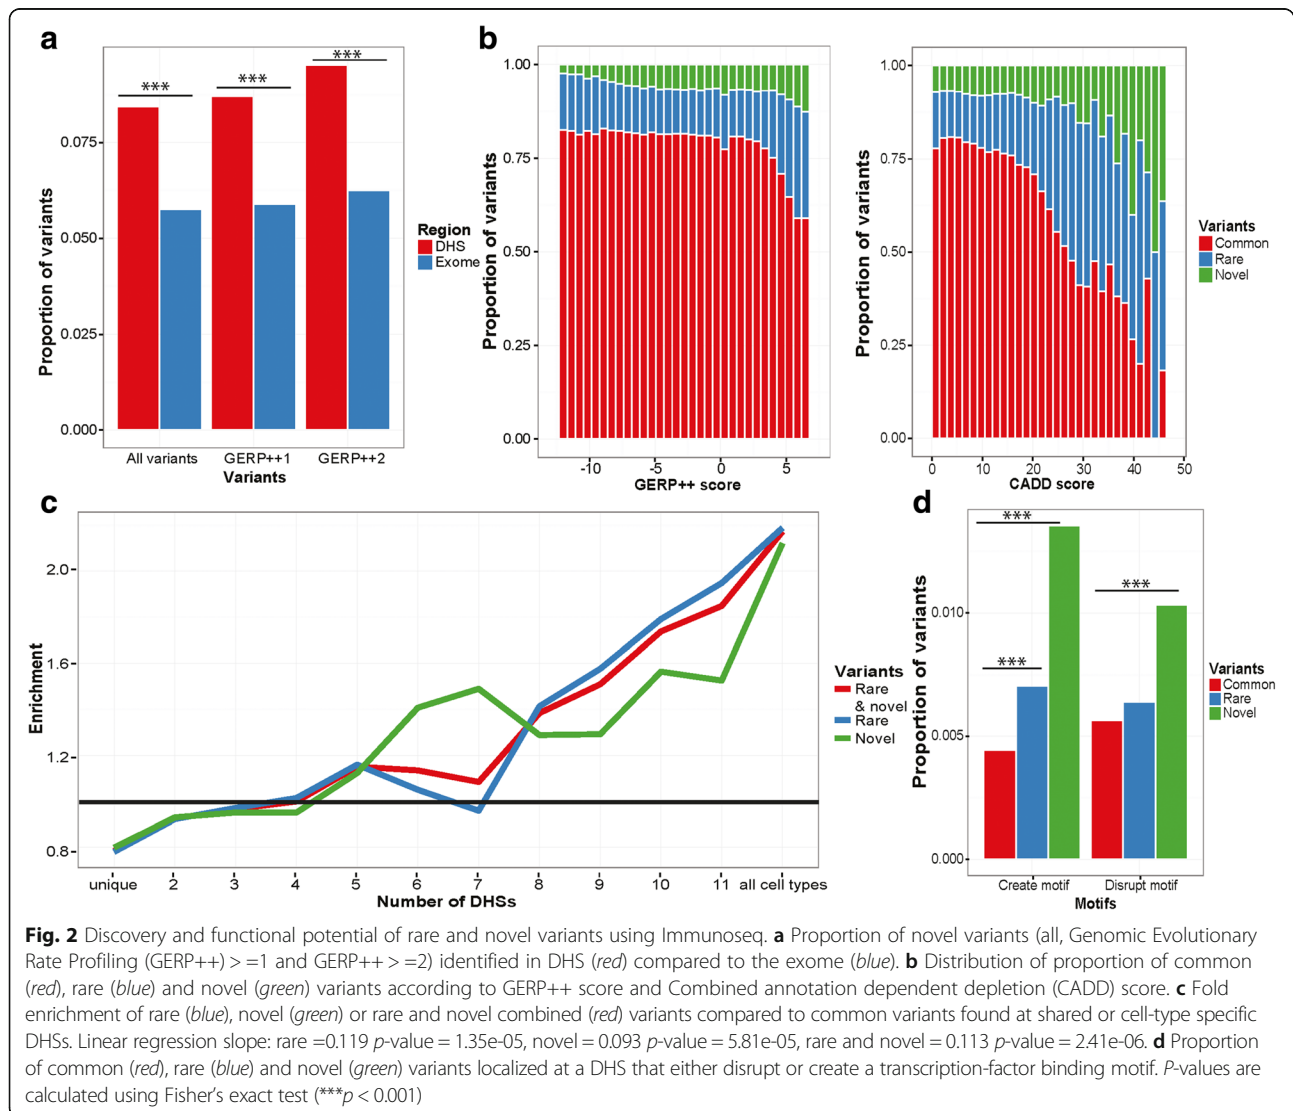 a
***
***
***
0.075
0.050
0.025
0.000
Proportion of variants
All variants
GERP++1
GERP++2
Variants
Region
DHS
Exome
b
1.00
0.75
0.50
0.25
0.00
Proportion of variants
-10
-5
0
5
GERP++ score
1.00
0.75
0.50
0.25
0.00
Proportion of variants
0
10
20
30
40
50
CADD score
Variants
Common
Rare
Novel
c
2.0
1.6
1.2
0.8
Enrichment
unique
2
3
4
5
6
7
8
9
10
11
all cell types
Number of DHSs
Variants
Rare
& novel
Rare
Novel
d
***
***
***
0.010
0.005
0.000
Proportion of variants
Create motif
Disrupt motif
Motifs
Variants
Common
Rare
Novel
Fig. 2 Discovery and functional potential of rare and novel variants using Immunoseq. a Proportion of novel variants (all, Genomic Evolutionary
Rate Profiling (GERP++) > =1 and GERP++ > =2) identified in DHS (red) compared to the exome (blue). b Distribution of proportion of common
(red), rare (blue) and novel (green) variants according to GERP++ score and Combined annotation dependent depletion (CADD) score. c Fold
enrichment of rare (blue), novel (green) or rare and novel combined (red) variants compared to common variants found at shared or cell-type specific
DHSs. Linear regression slope: rare =0.119 p-value = 1.35e-05, novel = 0.093 p-value = 5.81e-05, rare and novel = 0.113 p-value = 2.41e-06. d Proportion
of common (red), rare (blue) and novel (green) variants localized at a DHS that either disrupt or create a transcription-factor binding motif. P-values are
calculated using Fisher's exact test (***p < 0.001)